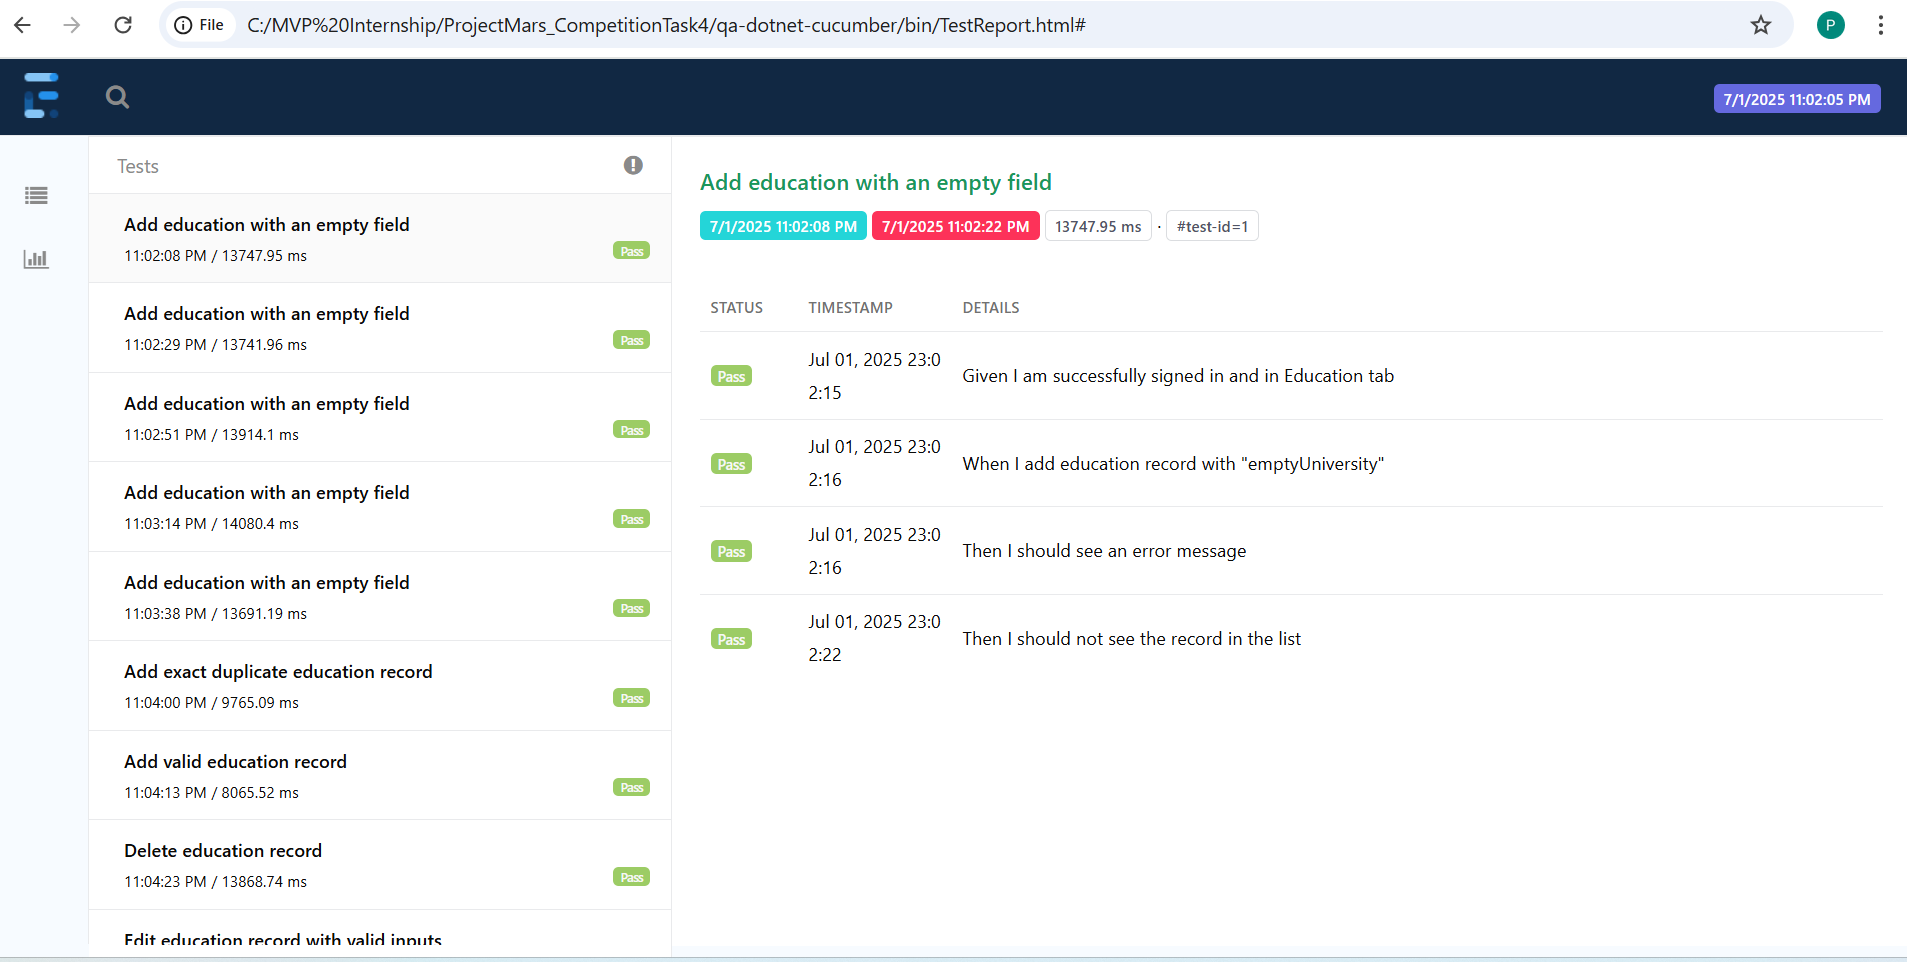 File
C:/MVP%20Internship/ProjectMars_CompetitionTask4/qa-dotnet-cucumber/bin/TestReport.html#
P
7/1/2025 11:02:05 PM
Tests
Add education with an empty field
11:02:08 PM / 13747.95 ms
Pass
Add education with an empty field
11:02:29 PM / 13741.96 ms
Pass
Add education with an empty field
11:02:51 PM / 13914.1 ms
Pass
Add education with an empty field
11:03:14 PM / 14080.4 ms
Pass
Add education with an empty field
11:03:38 PM / 13691.19 ms
Pass
Add exact duplicate education record
11:04:00 PM / 9765.09 ms
Pass
Add valid education record
11:04:13 PM / 8065.52 ms
Pass
Delete education record
11:04:23 PM / 13868.74 ms
Pass
Edit education record with valid inputs
Add education with an empty field
7/1/2025 11:02:08 PM 7/1/2025 11:02:22 PM 13747.95 ms · #test-id=1
STATUS TIMESTAMP DETAILS
Pass
Jul 01, 2025 23:0
2:15
Given I am successfully signed in and in Education tab
Pass
Jul 01, 2025 23:0
2:16
When I add education record with "emptyUniversity"
Pass
Jul 01, 2025 23:0
2:16
Then I should see an error message
Pass
Jul 01, 2025 23:0
2:22
Then I should not see the record in the list